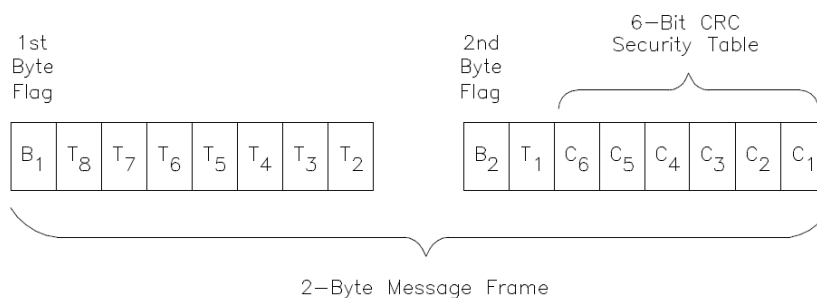 1st
Byte
Flag
2nd
Byte
Flag
6-Bit CRC
Security Table
B₁ T₈ T₇ T₆ T₅ T₄ T₃ T₂
B₂ T₁ C₆ C₅ C₄ C₃ C₂ C₁
2-Byte Message Frame